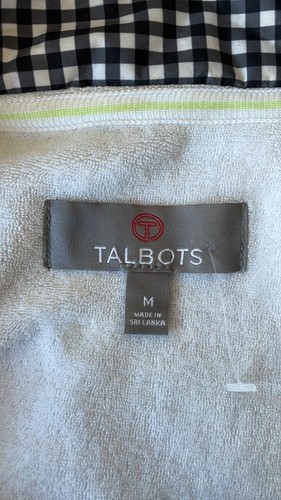 T
TALBOTS
M
MADE IN
SRI LANKA